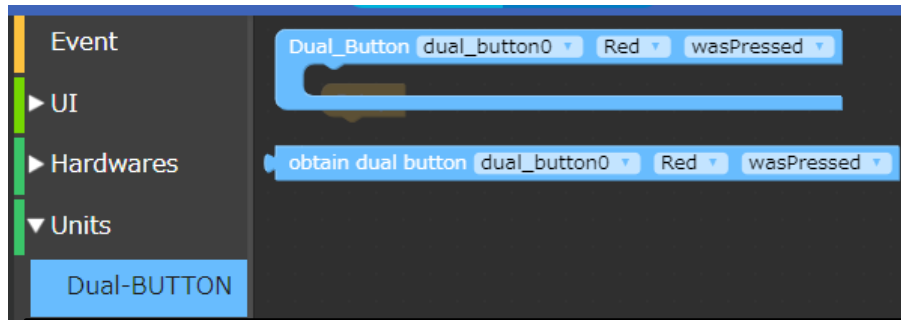 Event
UI
Hardwares
Units
Dual-BUTTON
Dual_Button dual_button0 Red wasPressed
obtain dual button dual_button0 Red wasPressed